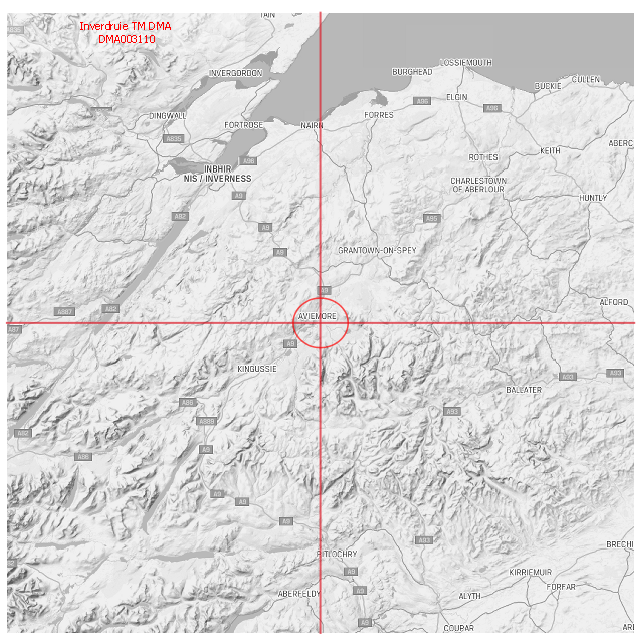 TAIN
Inverdruie TM DMA
DMA003110
LOSSIEMOUTH
INVERGORDON
BURGHEAD
CULLEN
BUCKIE
ELGIN
A96
A96
DINGWALL
FORRES
FORTROSE
NAIRN
A835
KEITH
ROTHES
A96
INBHIR
NIS / INVERNESS
CHARLESTOWN
OF ABERLOUR
A9
HUNTLY
A82
A95
A9
GRANTOWN-ON-SPEY
A9
A9
ALFORD
A887
A82
AVIEMORE
A87
A9
KINGUSSIE
A93
A93
BALLATER
A86
A93
A889
A82
A9
A86
A9
A9
A9
A93
BRECHI
PITLOCHRY
KIRRIEMUIR
A9
FORFAR
A9
ABERFELDY
ALYTH
A9
COUPAR